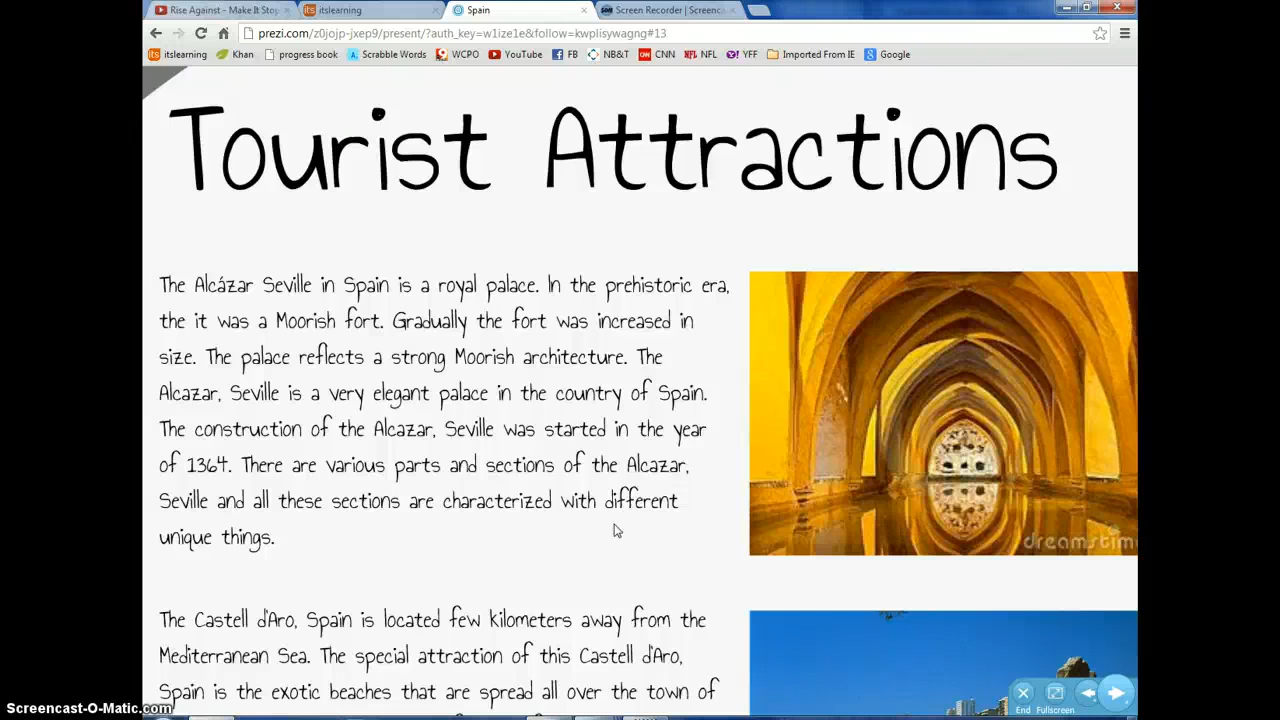 Rise Against - Make It Stop
itslearning
Spain
Screen Recorder | Screenca
prezi.com/z0jojp-jxep9/present/?auth_key=w1ize1e&follow=kwplisywagng#13
itslearning Khan progress book Scrabble Words WCPO YouTube FB NB&T CNN NFL YFF Imported From IE Google
Tourist Attractions
The Alcázar Seville in Spain is a royal palace. In the prehistoric era,
the it was a Moorish fort. Gradually the fort was increased in
size. The palace reflects a strong Moorish architecture. The
Alcazar, Seville is a very elegant palace in the country of Spain.
The construction of the Alcazar, Seville was started in the year
of 1364. There are various parts and sections of the Alcazar,
Seville and all these sections are characterized with different
unique things.
dreamstim
The Castell d'Aro, Spain is located few kilometers away from the
Mediterranean Sea. The special attraction of this Castell d'Aro,
Spain is the exotic beaches that are spread all over the town of
End Fullscreen
Screencast-O-Matic.com